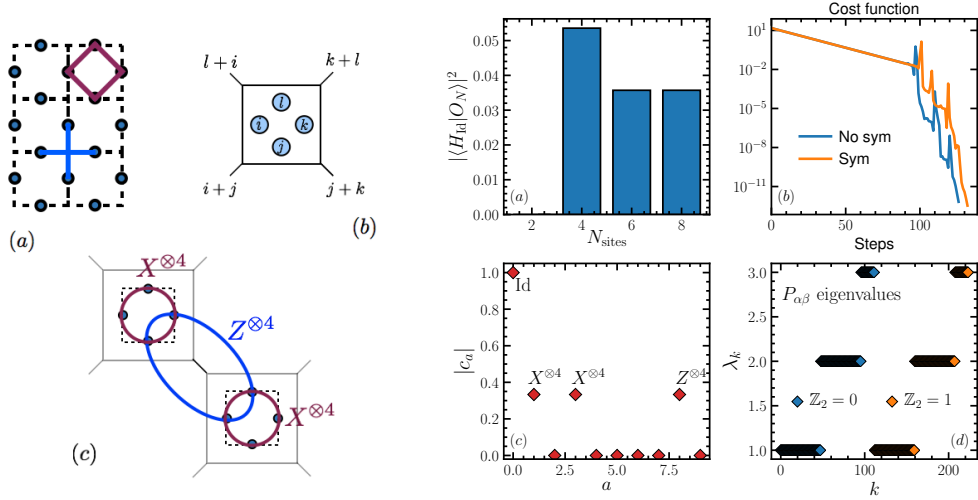 (a)
l + i
k + l
l
i
k
j
i + j
j + k
(b)
X⊗4
Z⊗4
X⊗4
(c)
|⟨H_Id|O_N⟩|²
0.05
0.04
0.03
0.02
0.01
0.00
(a)
2 4 6 8
N_sites
Cost function
10¹
10⁻²
10⁻⁵
10⁻⁸
10⁻¹¹
No sym
Sym
(b)
0 50 100
Steps
|c_a|
1.0
0.8
0.6
0.4
0.2
0.0
Id
X⊗4 X⊗4 Z⊗4
(c)
0.0 2.5 5.0 7.5
a
λ_k
3.0
2.5
2.0
1.5
1.0
P_αβ eigenvalues
ℤ₂ = 0 ℤ₂ = 1
(d)
0 100 200
k